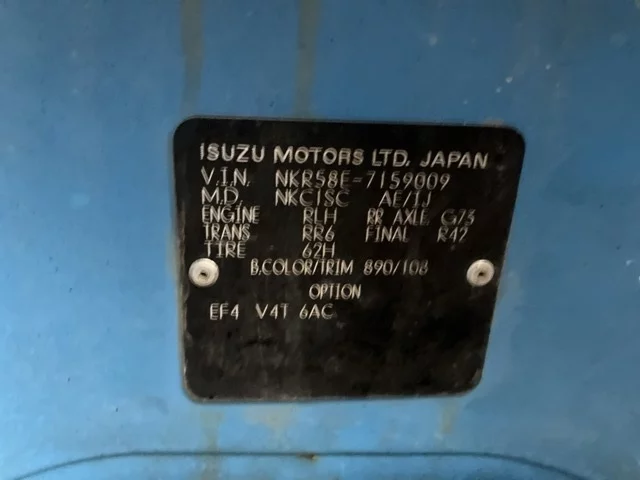 ISUZU MOTORS LTD. JAPAN
V.I.N. NKR58E-7159009
M.D. NKC1SC AE/1J
ENGINE RLH RR AXLE G73
TRANS RR6 FINAL R42
TIRE 62H
B.COLOR/TRIM 890/108
OPTION
EF4 V4T 6AC